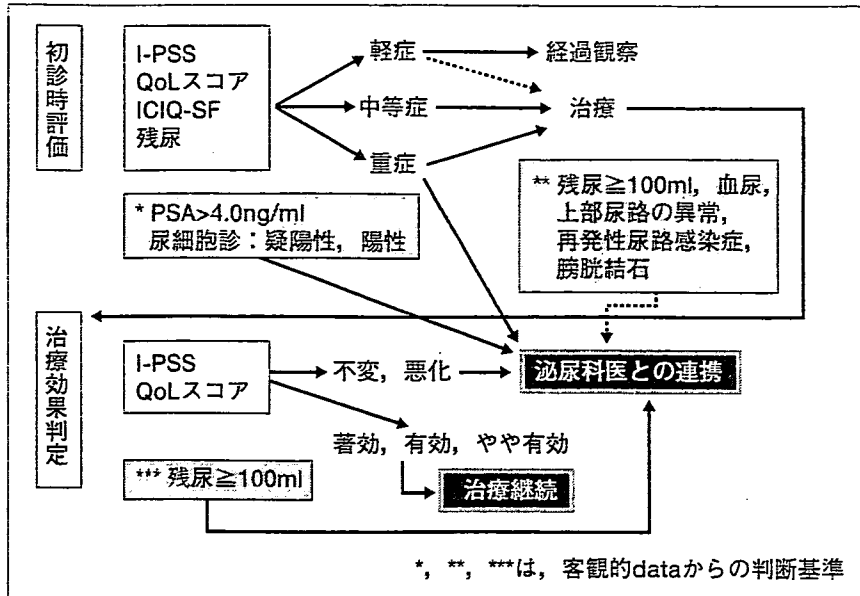 初診時評価
I-PSS
QoLスコア
ICIQ-SF
残尿
軽症
経過観察
中等症
治療
重症
* PSA>4.0ng/ml
尿細胞診：疑陽性，陽性
** 残尿≧100ml，血尿，
上部尿路の異常，
再発性尿路感染症，
膀胱結石
治療効果判定
I-PSS
QoLスコア
不変，悪化
泌尿科医との連携
著効，有効，やや有効
*** 残尿≧100ml
治療継続
*，**，***は，客観的dataからの判断基準